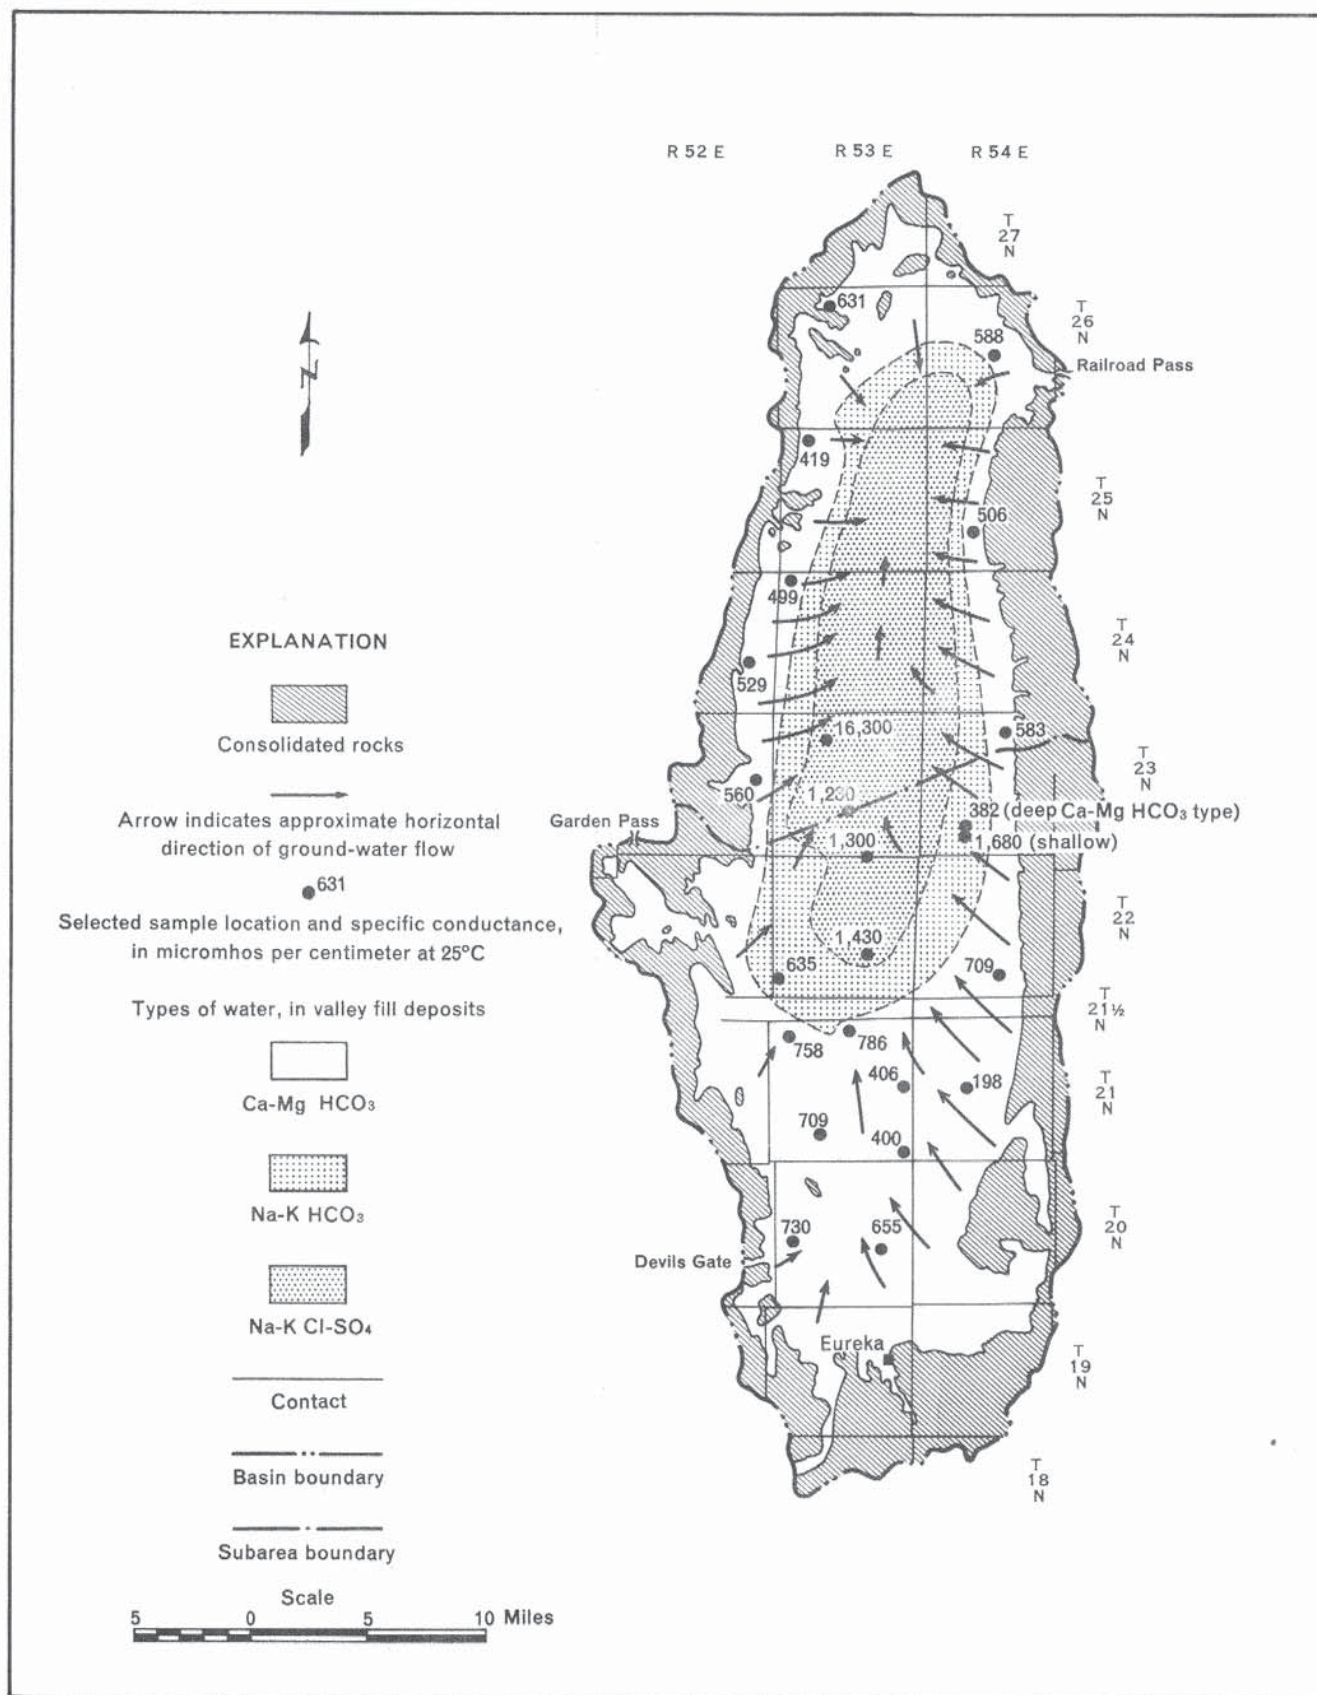 R 52 E
R 53 E
R 54 E
T
27
N
631
T
26
N
588
Railroad Pass
419
T
25
N
506
499
T
24
N
529
16,300
583
T
23
N
560
382 (deep Ca-Mg HCO₃ type)
Garden Pass
1,300
1,680 (shallow)
T
22
N
1,430
635
709
T
21½
N
758
786
406
198
T
21
N
709
400
T
20
N
730
655
Devils Gate
Eureka
T
19
N
T
18
N
N
EXPLANATION
Consolidated rocks
Arrow indicates approximate horizontal
direction of ground-water flow
631
Selected sample location and specific conductance,
in micromhos per centimeter at 25°C
Types of water, in valley fill deposits
Ca-Mg HCO₃
Na-K HCO₃
Na-K Cl-SO₄
Contact
Basin boundary
Subarea boundary
Scale
5 0 5 10 Miles